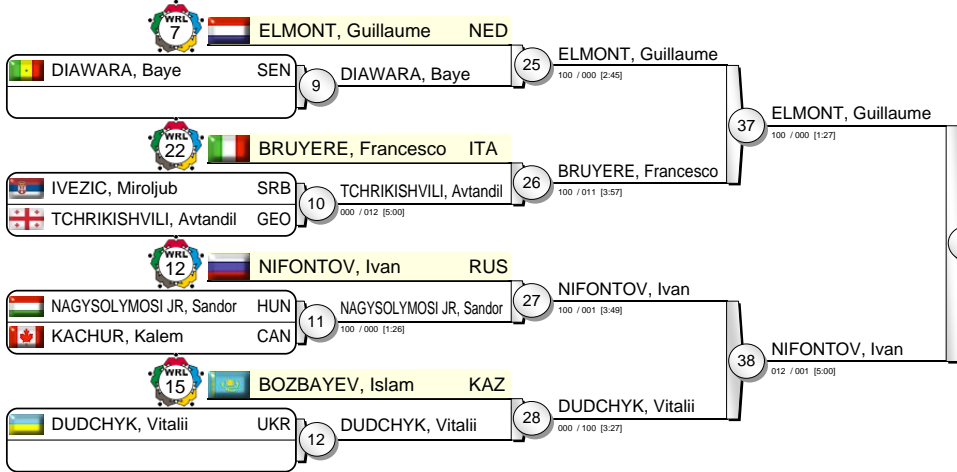 WRL
7
ELMONT, Guillaume NED
DIAWARA, Baye SEN
9
DIAWARA, Baye
25
ELMONT, Guillaume
100 / 000 [2:45]
37
ELMONT, Guillaume
100 / 000 [1:27]
WRL
22
BRUYERE, Francesco ITA
IVEZIC, Miroljub SRB
TCHRIKISHVILI, Avtandil GEO
10
TCHRIKISHVILI, Avtandil
000 / 012 [5:00]
26
BRUYERE, Francesco
100 / 011 [3:57]
WRL
12
NIFONTOV, Ivan RUS
NAGYSOLYMOSI JR, Sandor HUN
KACHUR, Kalem CAN
11
NAGYSOLYMOSI JR, Sandor
100 / 000 [1:26]
27
NIFONTOV, Ivan
100 / 001 [3:49]
38
NIFONTOV, Ivan
012 / 001 [5:00]
WRL
15
BOZBAYEV, Islam KAZ
DUDCHYK, Vitalii UKR
12
DUDCHYK, Vitalii
28
DUDCHYK, Vitalii
000 / 100 [3:27]